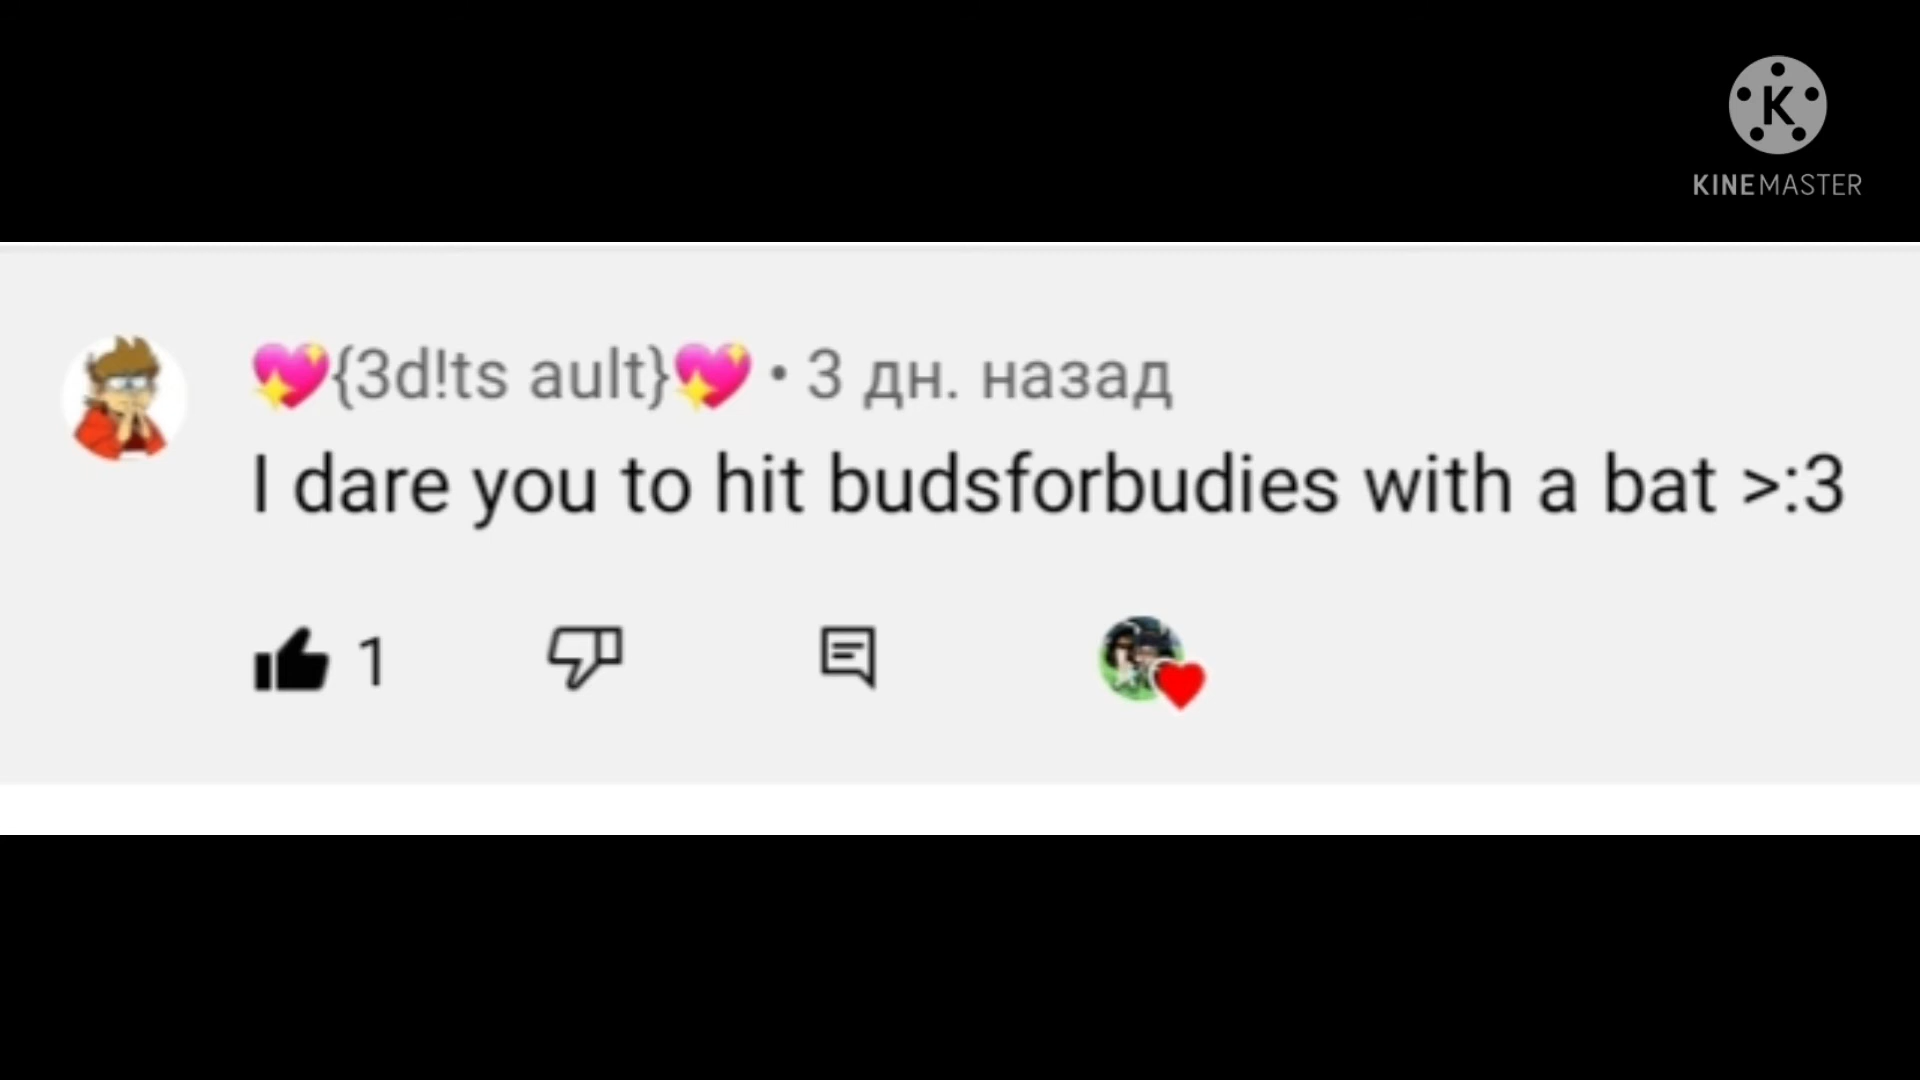 K
KINEMASTER
💖{3d!ts ault}💖 • 3 дн. назад
I dare you to hit budsforbudies with a bat >:3
1